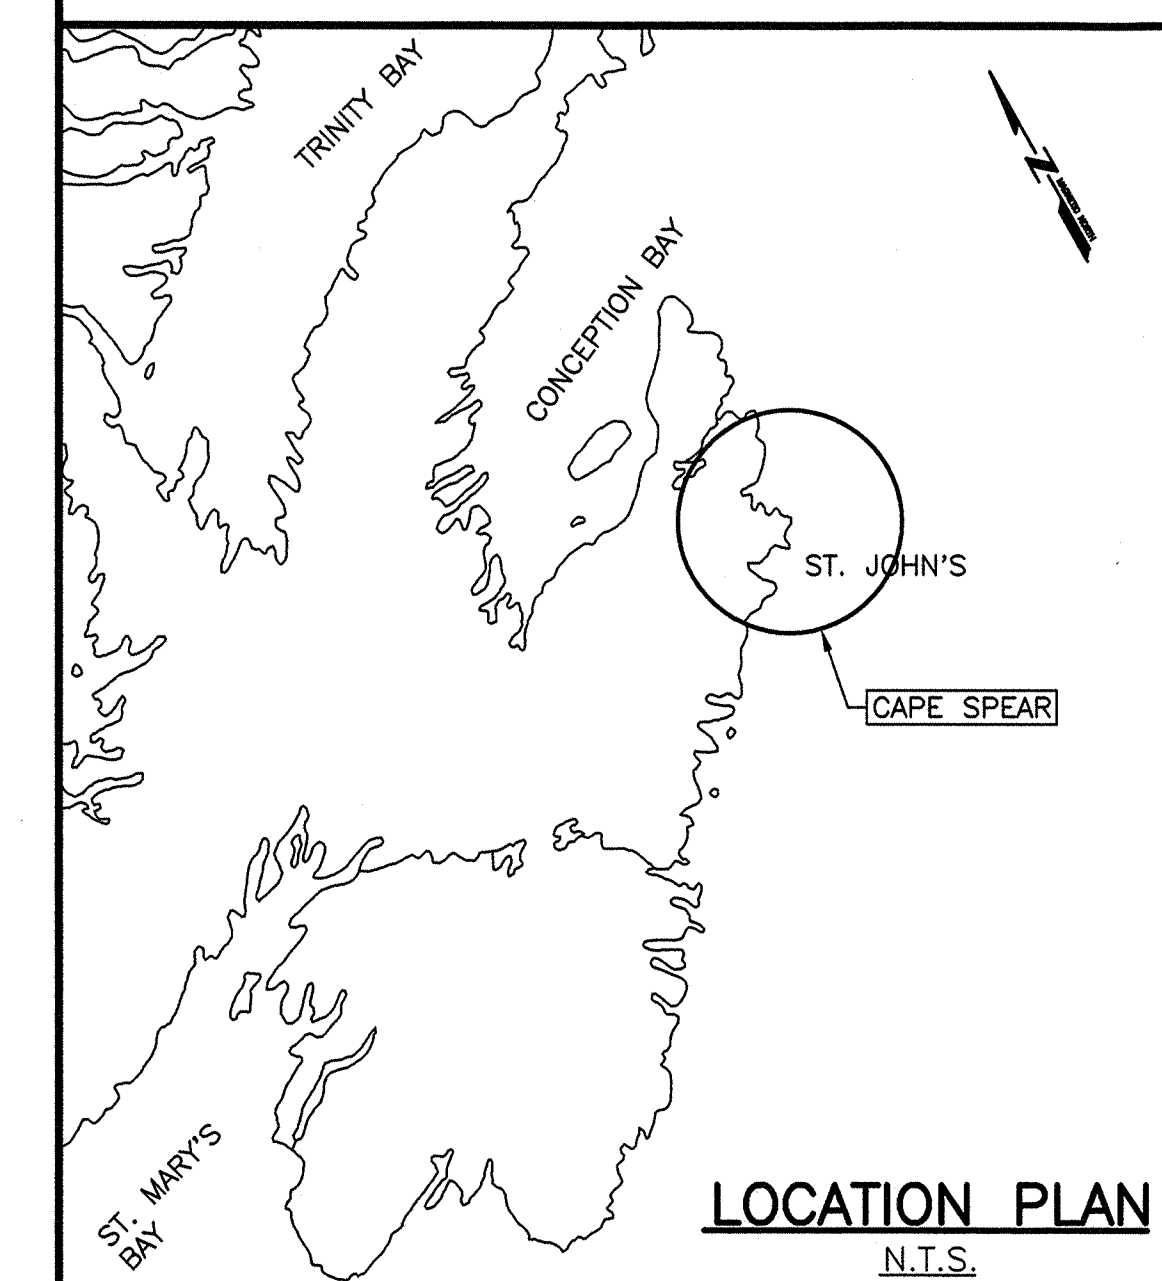 TRINITY BAY
CONCEPTION BAY
N
ST. JOHN'S
CAPE SPEAR
ST. MARY'S
BAY
LOCATION PLAN
N.T.S.